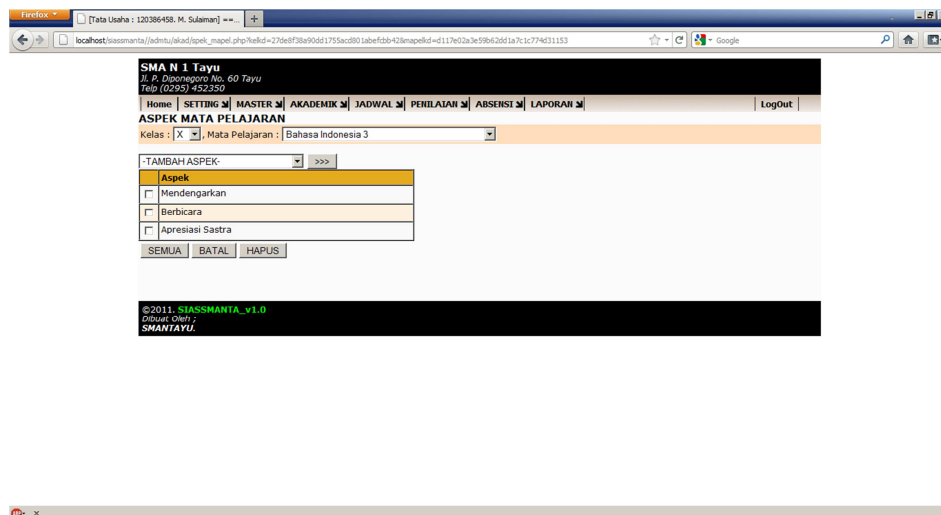 Firefox
[Tata Usaha : 120386458. M. Sulaiman] ==...
localhost/siassmanta//admtu/akad/spek_mapel.php?kelkd=27de8f38a90dd1755acd801abefcbb42&mapelkd=d117e02a3e59b62dd1a7c1c774d31153
Google
SMA N 1 Tayu
Jl. P. Diponegoro No. 60 Tayu
Telp (0295) 452350
Home SETTING MASTER AKADEMIK JADWAL PENILAIAN ABSENSI LAPORAN LogOut
ASPEK MATA PELAJARAN
Kelas : X , Mata Pelajaran : Bahasa Indonesia 3
-TAMBAH ASPEK- >>>
Aspek
Mendengarkan
Berbicara
Apresiasi Sastra
SEMUA BATAL HAPUS
©2011. SIASSMANTA_v1.0
Dibuat Oleh ;
SMANTAYU.